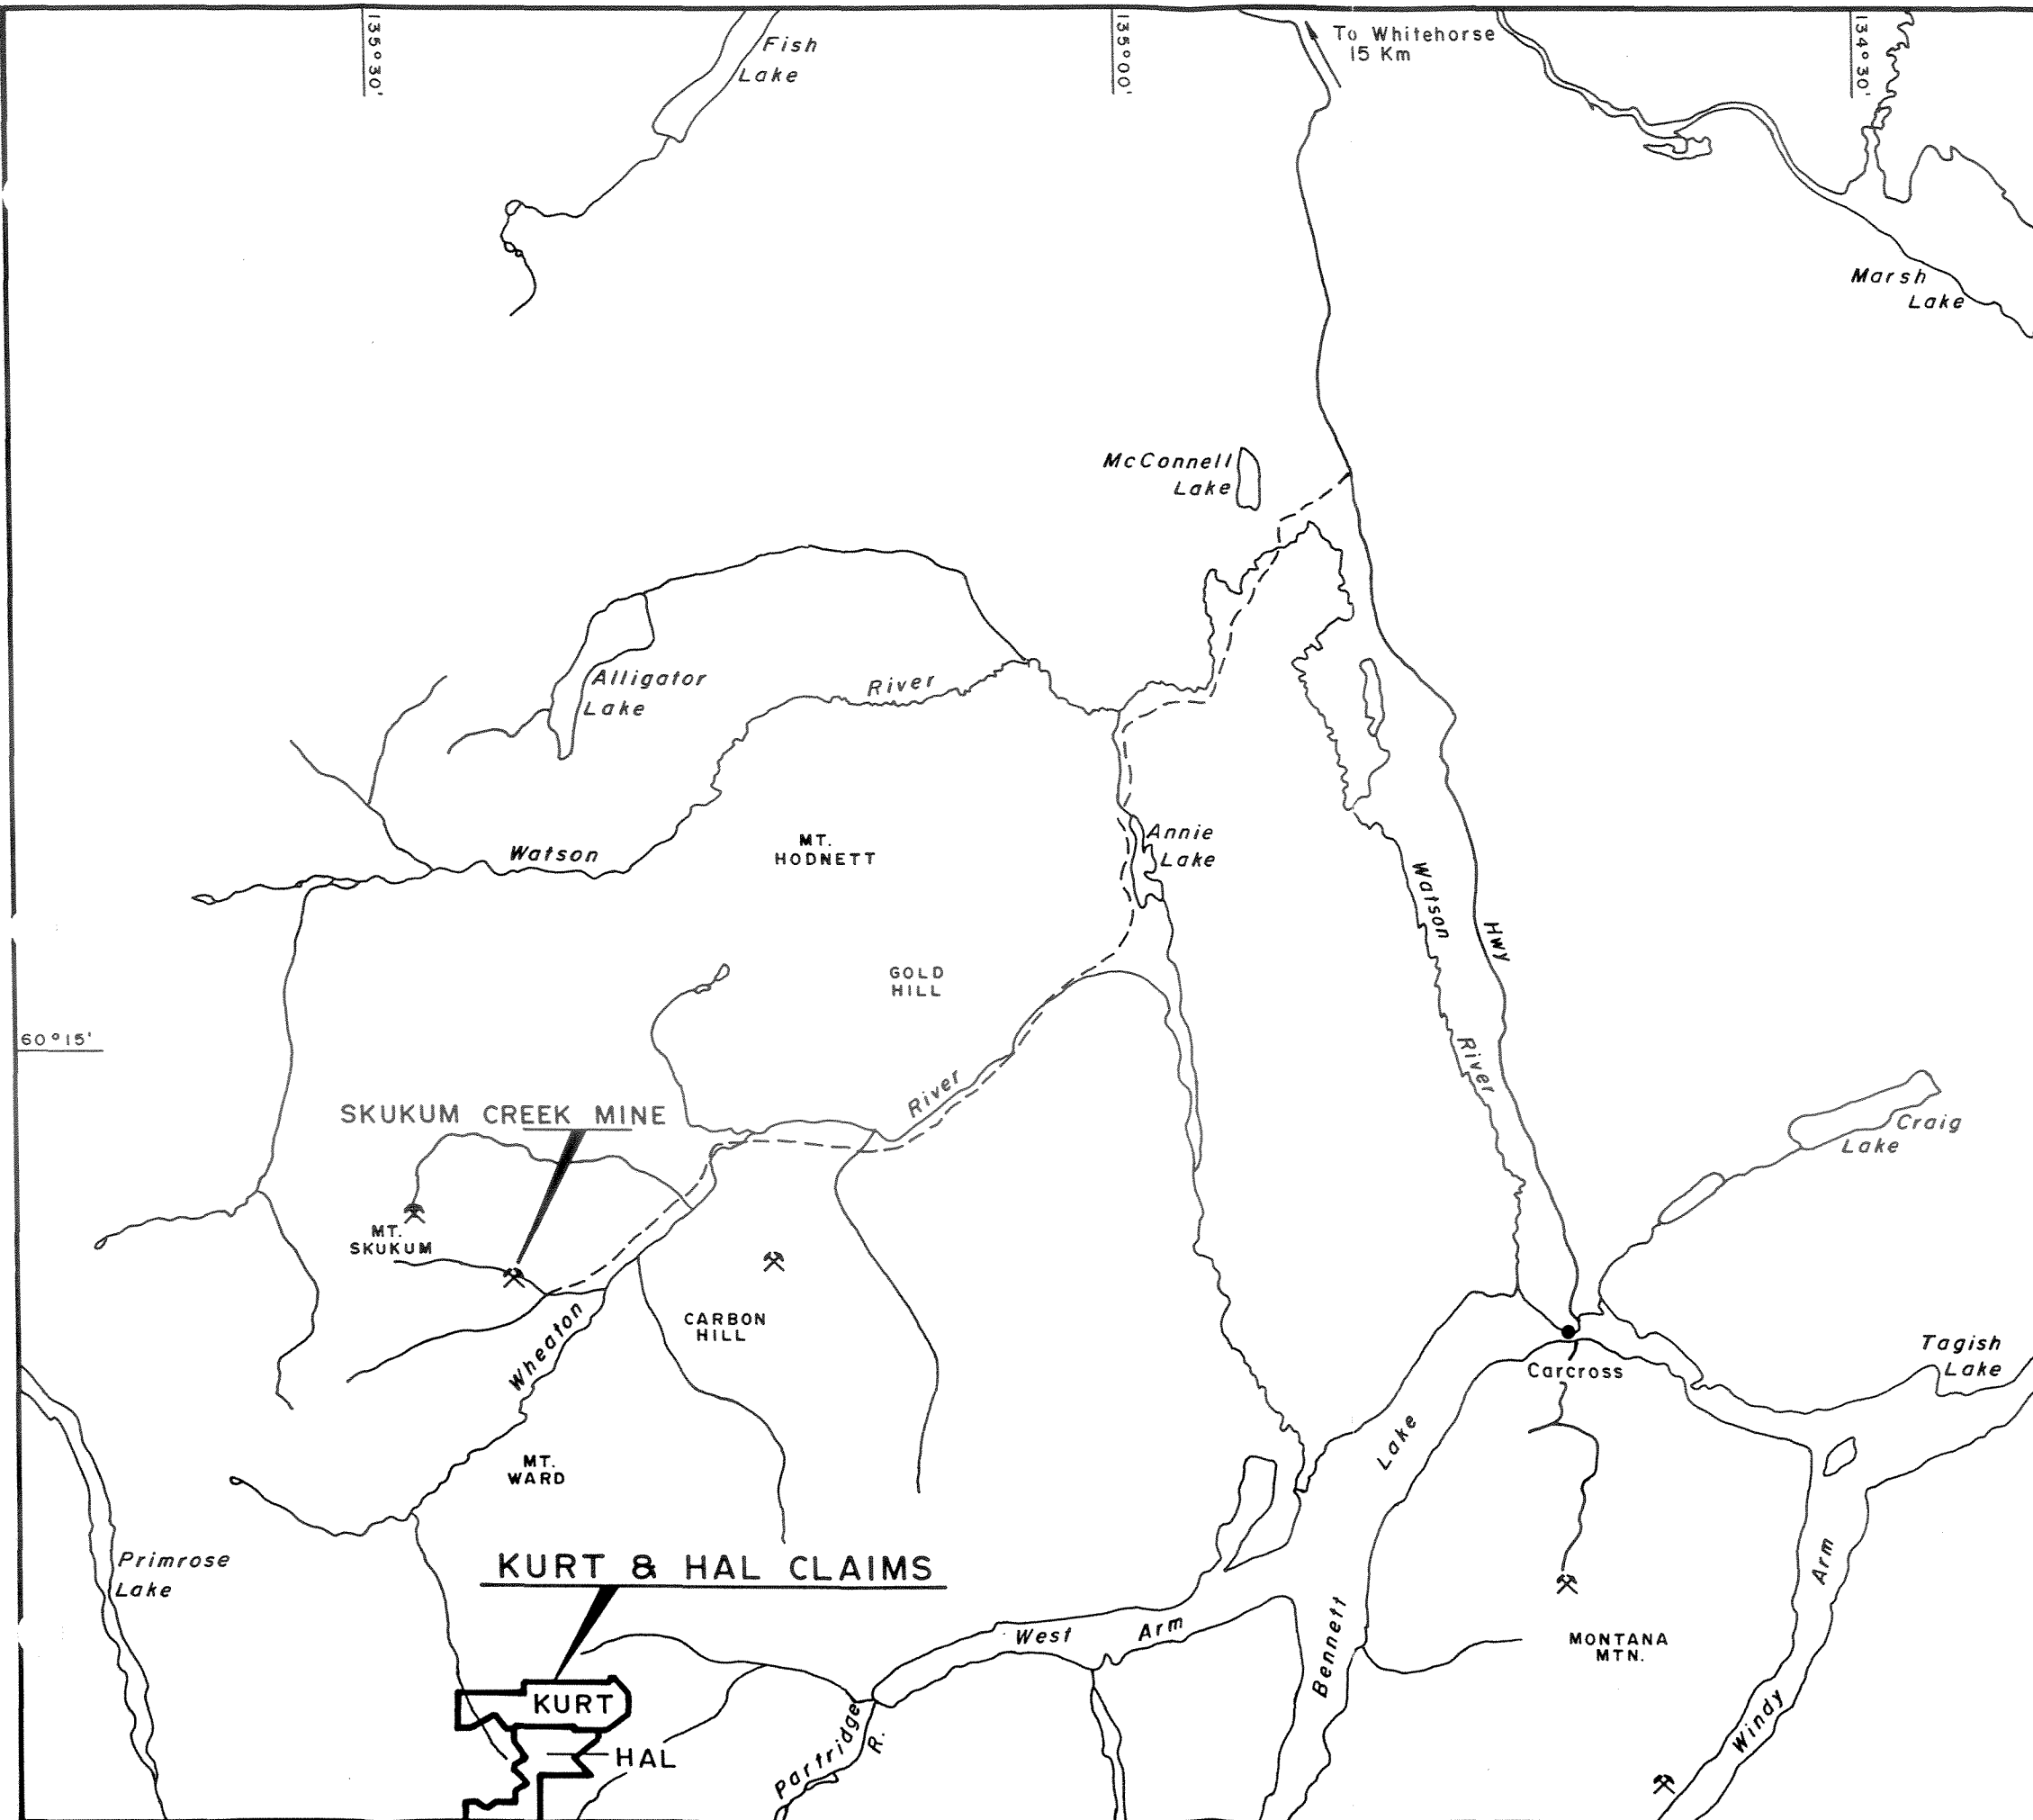 135°30'
135°00'
134°30'
To Whitehorse
15 Km
Fish
Lake
Marsh
Lake
McConnell
Lake
Alligator
Lake
River
Watson
MT.
HODNETT
Annie
Lake
Watson
River
Hwy
GOLD
HILL
60°15'
River
SKUKUM CREEK MINE
Craig
Lake
MT.
SKUKUM
CARBON
HILL
Wheaton
Tagish
Lake
Carcross
Lake
MT.
WARD
Primrose
Lake
KURT & HAL CLAIMS
Arm
West Arm
Bennett
MONTANA
MTN.
KURT
Partridge
R.
Windy
HAL